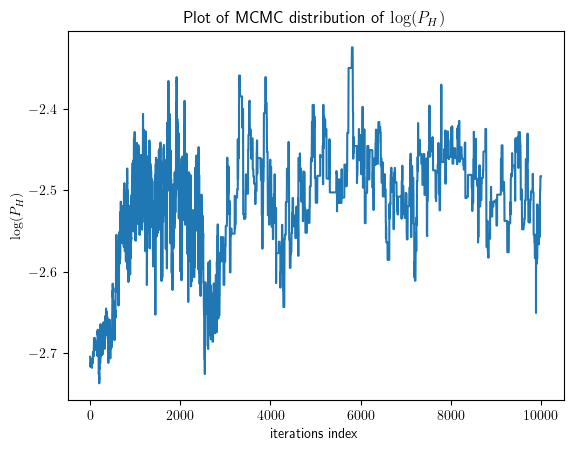 Plot of MCMC distribution of log(P_H)
log(P_H)
−2.4
−2.5
−2.6
−2.7
0 2000 4000 6000 8000 10000
iterations index